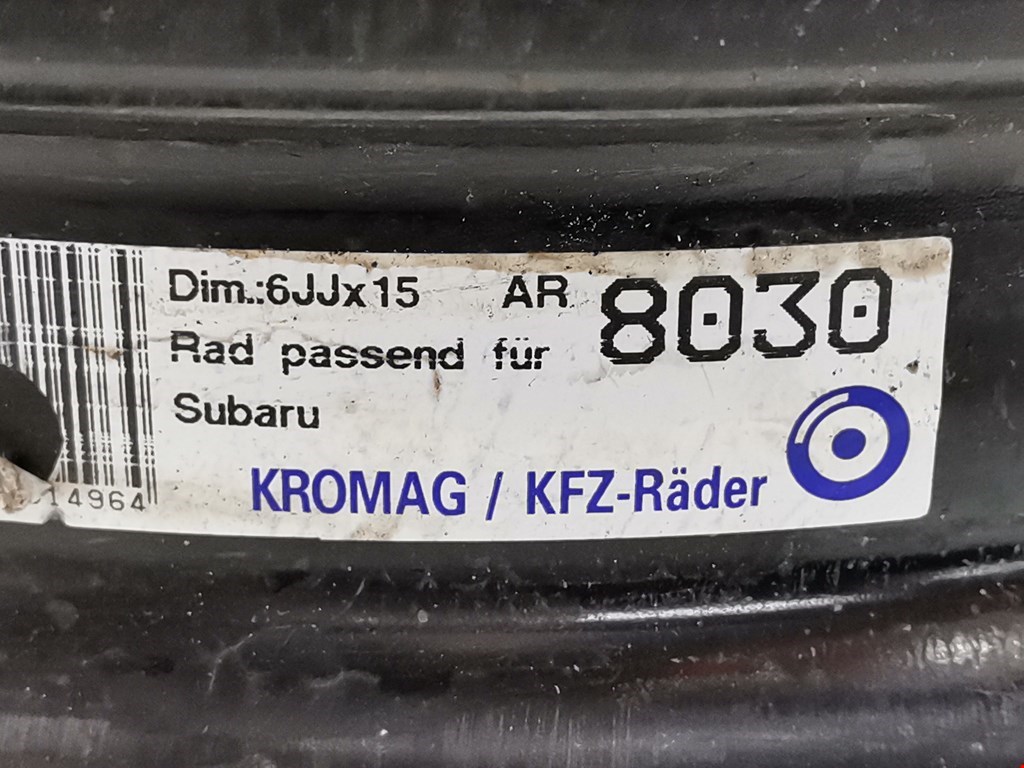 Dim.:6JJx15 AR 8030
Rad passend für
Subaru
KROMAG / KFZ-Räder
14964